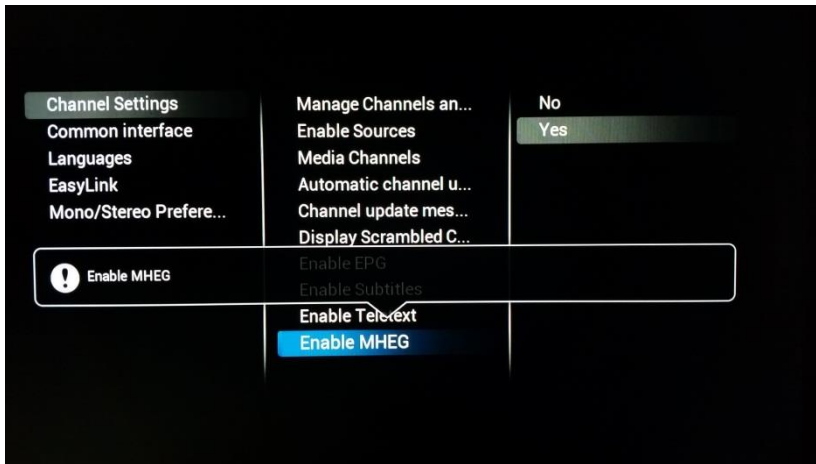 Channel Settings
Common interface
Languages
EasyLink
Mono/Stereo Prefere...
Manage Channels an...
Enable Sources
Media Channels
Automatic channel u...
Channel update mes...
Display Scrambled C...
Enable EPG
Enable Subtitles
Enable Teletext
Enable MHEG
No
Yes
Enable MHEG